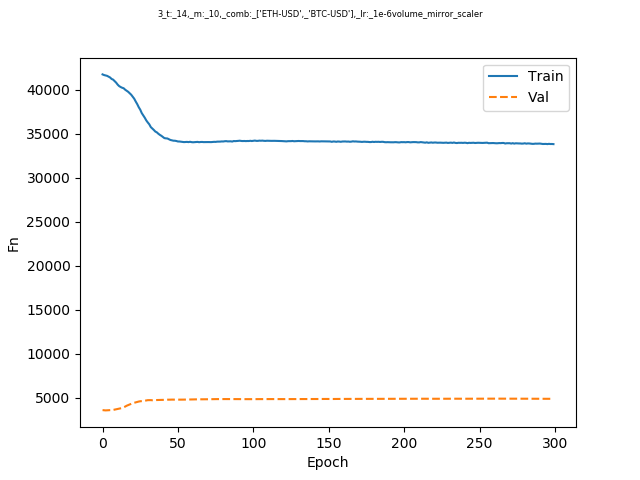 3_t:_14,_m:_10,_comb:_['ETH-USD',_'BTC-USD'],_lr:_1e-6volume_mirror_scaler
Train
Val
40000
35000
30000
25000
20000
15000
10000
5000
Fn
0 50 100 150 200 250 300
Epoch